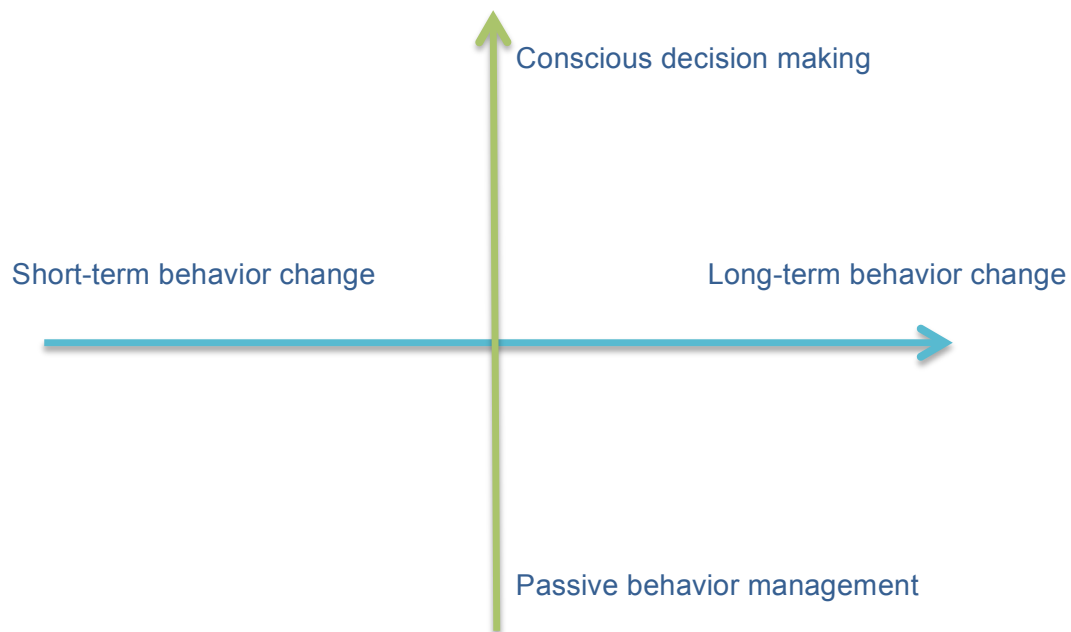 Conscious decision making
Short-term behavior change
Long-term behavior change
Passive behavior management